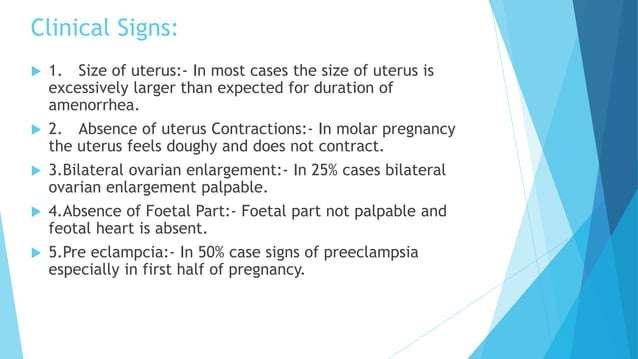 Clinical Signs:
1. Size of uterus:- In most cases the size of uterus is
excessively larger than expected for duration of
amenorrhea.
2. Absence of uterus Contractions:- In molar pregnancy
the uterus feels doughy and does not contract.
3.Bilateral ovarian enlargement:- In 25% cases bilateral
ovarian enlargement palpable.
4.Absence of Foetal Part:- Foetal part not palpable and
feotal heart is absent.
5.Pre eclampcia:- In 50% case signs of preeclampsia
especially in first half of pregnancy.